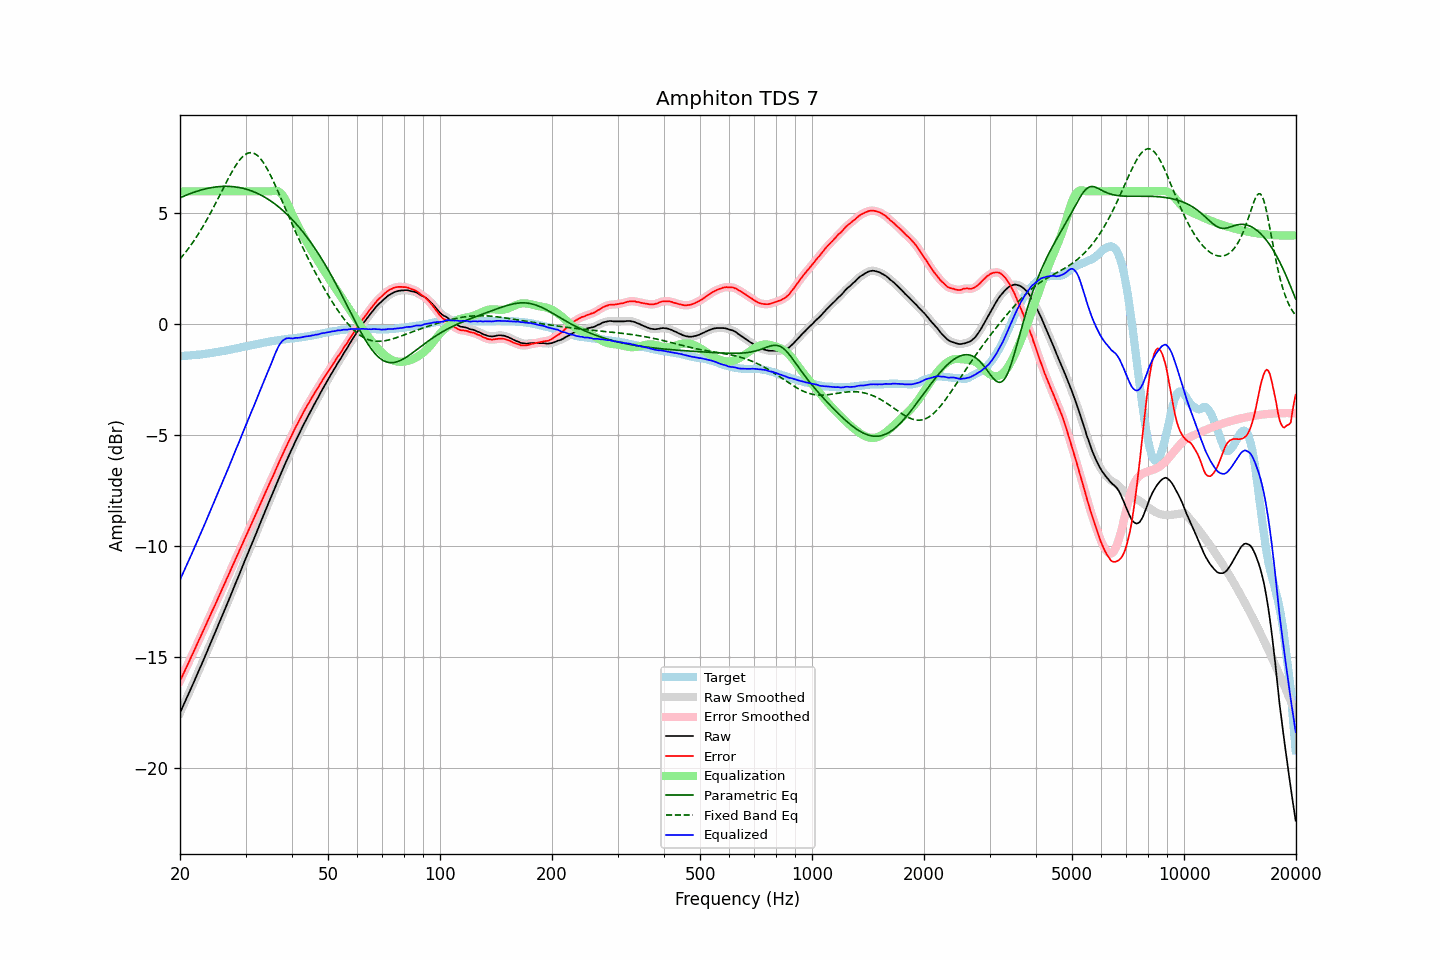 Amphiton TDS 7
Amplitude (dBr)
5
0
−5
−10
−15
−20
Target
Raw Smoothed
Error Smoothed
Raw
Error
Equalization
Parametric Eq
Fixed Band Eq
Equalized
20
50
100
200
500
1000
2000
5000
10000
20000
Frequency (Hz)